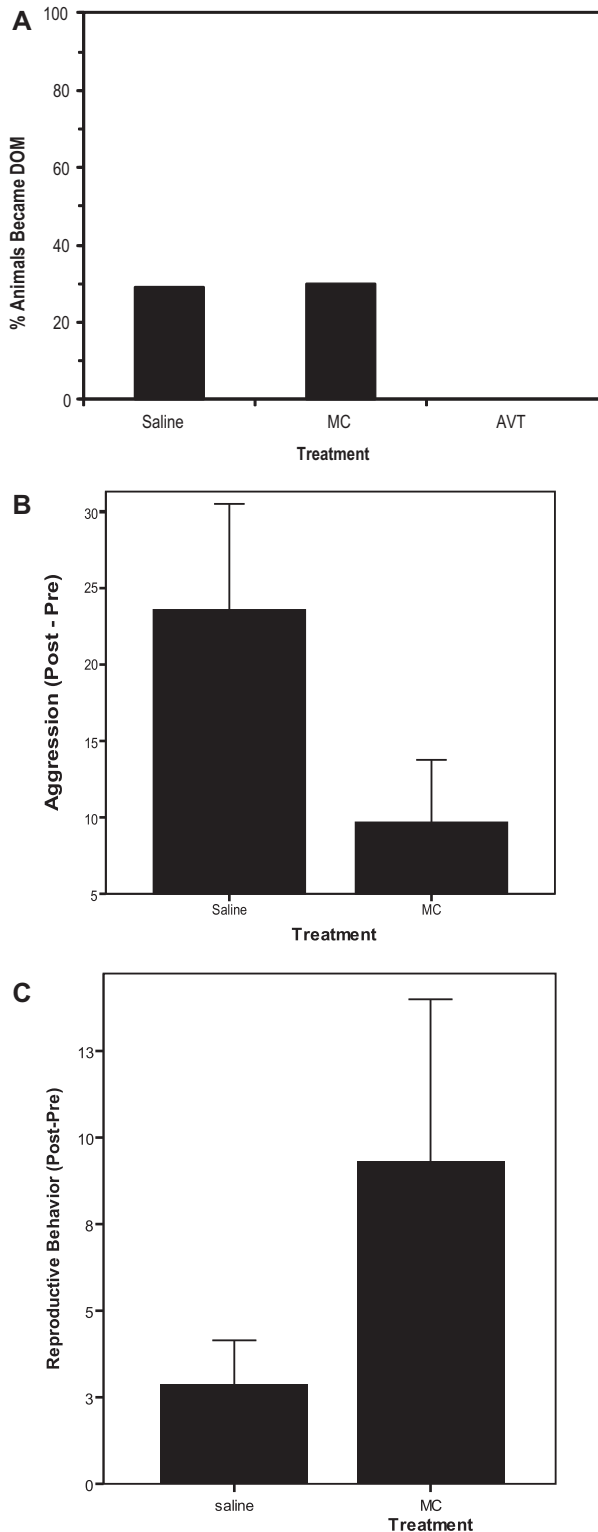 A
% Animals Became DOM
100
80
60
40
20
0
Saline MC AVT
Treatment
B
Aggression (Post - Pre)
30
25
20
15
10
5
Saline MC
Treatment
C
Reproductive Behavior (Post-Pre)
13
10
8
5
3
0
saline MC
Treatment